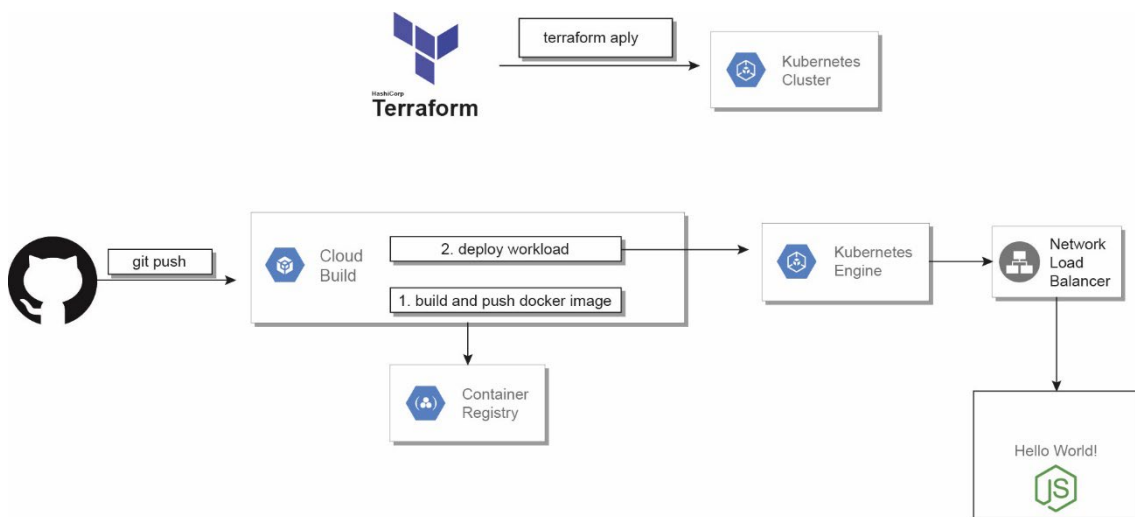 terraform aply
Kubernetes
Cluster
HashiCorp
Terraform
git push
Cloud
Build
2. deploy workload
1. build and push docker image
Kubernetes
Engine
Network
Load
Balancer
Container
Registry
Hello World!
JS